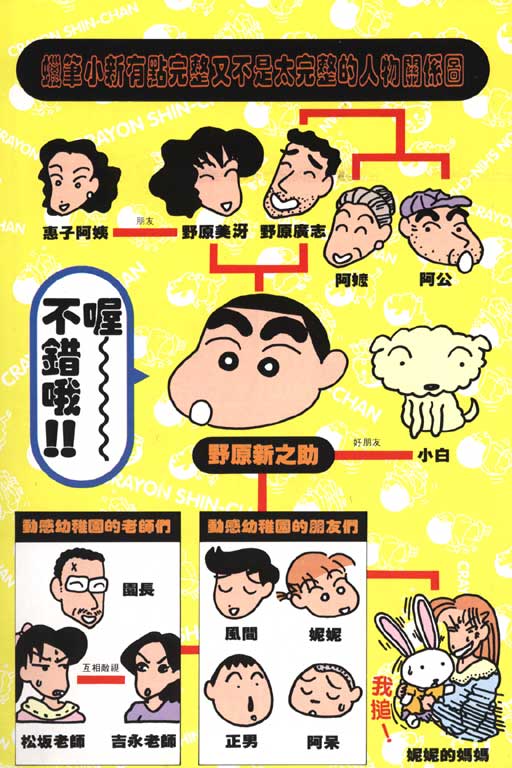 蠟筆小新有點完整又不是太完整的人物關係圖
惠子阿姨
朋友
野原美冴
野原廣志
阿嬤
阿公
喔～～～～
不錯哦!!
野原新之助
好朋友
小白
動感幼稚園的老師們
園長
互相敵視
松坂老師
吉永老師
動感幼稚園的朋友們
風間
妮妮
正男
阿呆
我搥！
妮妮的媽媽
CRAYON SHIN-CHAN